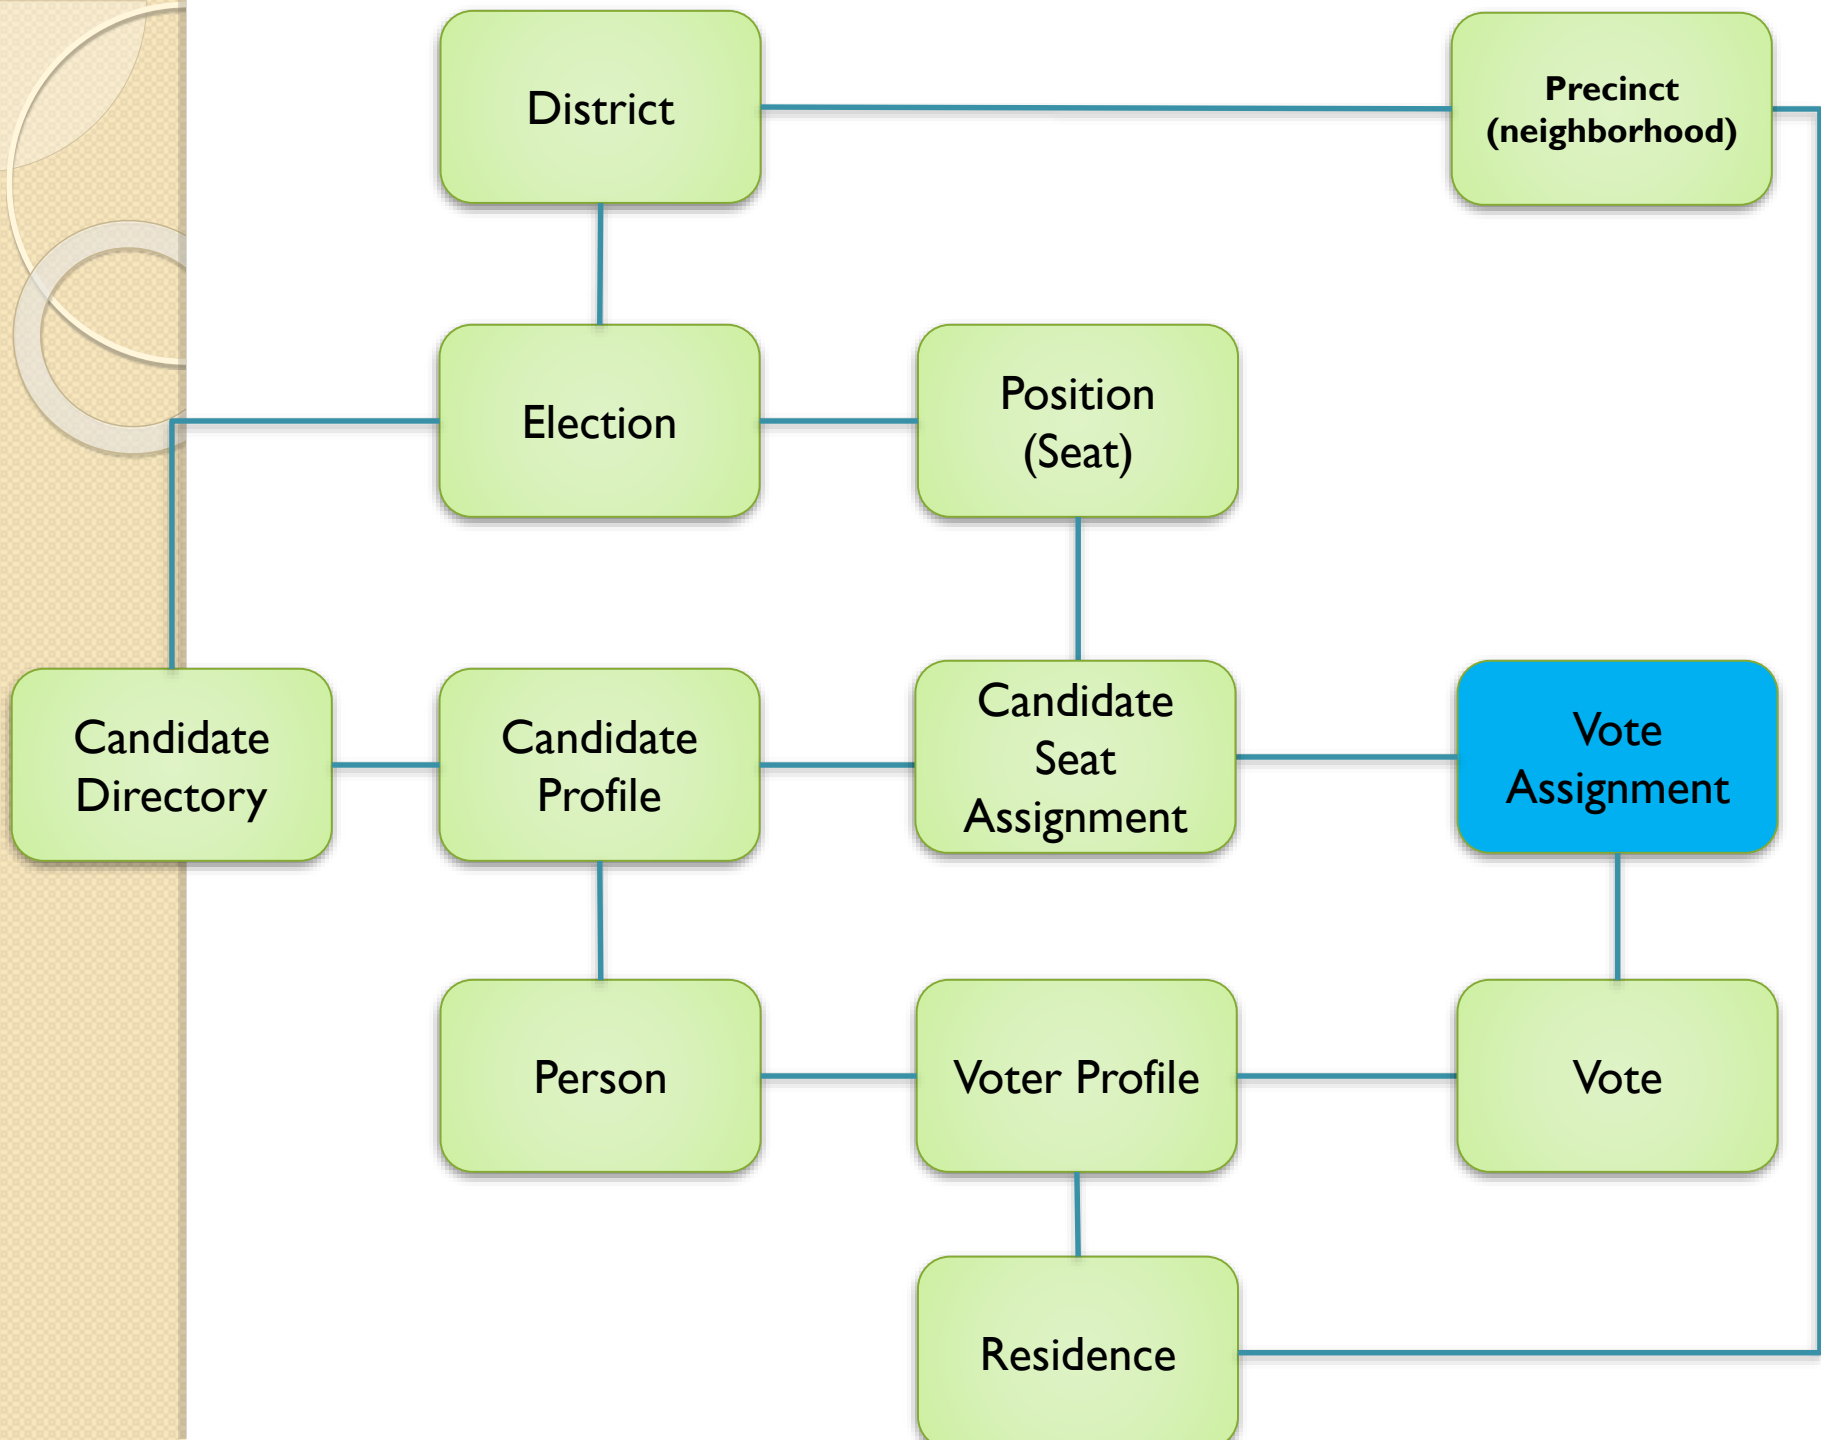 District
Precinct
(neighborhood)
Election
Position
(Seat)
Candidate
Directory
Candidate
Profile
Candidate
Seat
Assignment
Vote
Assignment
Person
Voter Profile
Vote
Residence